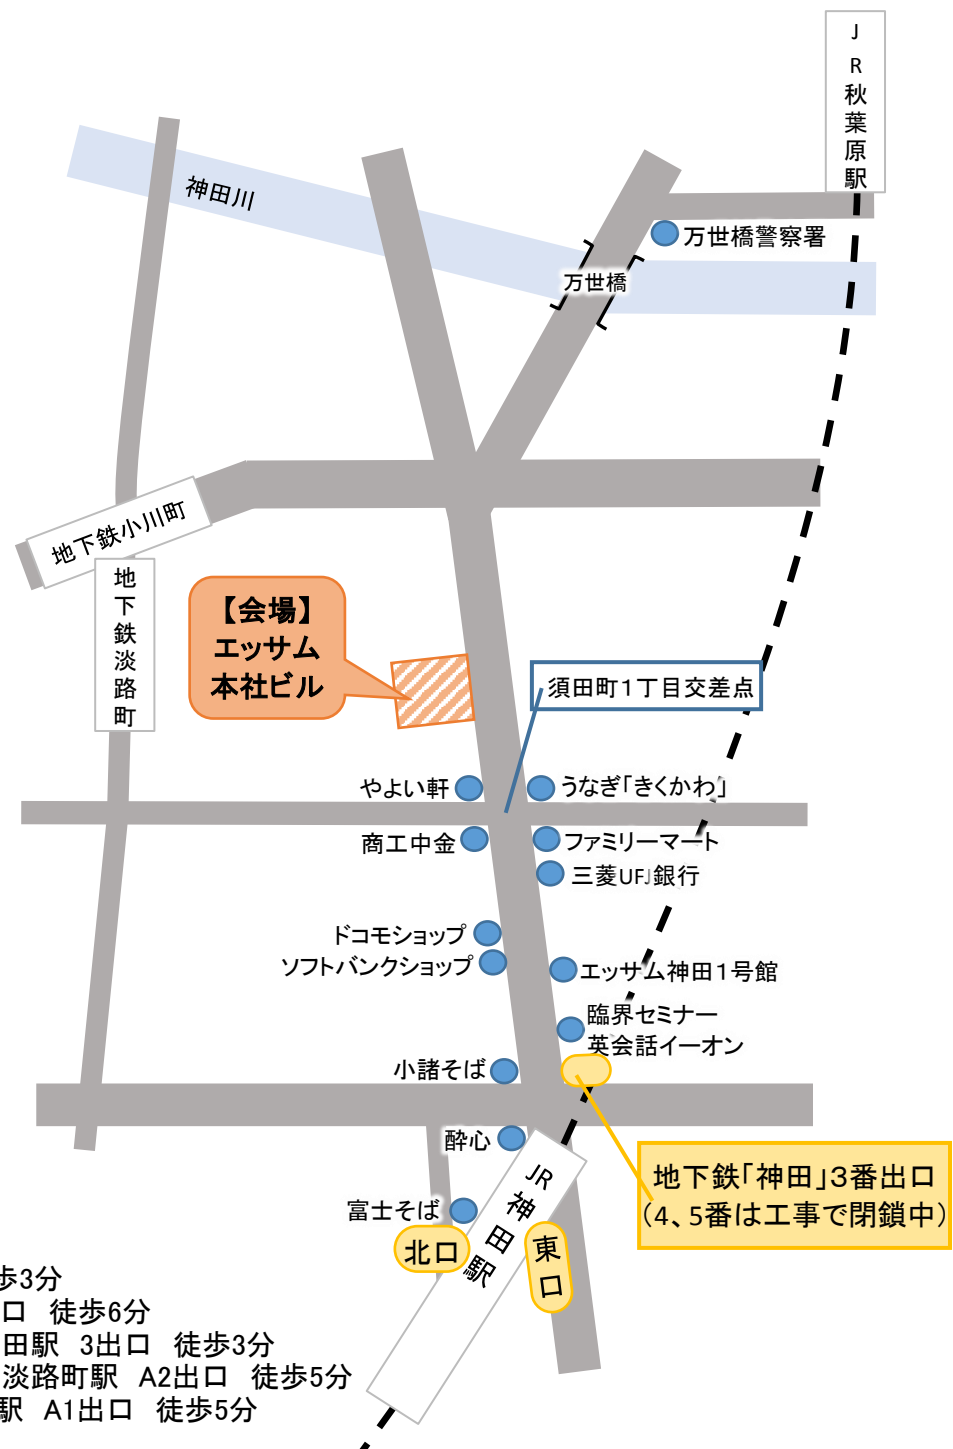 JR秋葉原駅
神田川
万世橋警察署
万世橋
地下鉄小川町
地下鉄淡路町
【会場】
エッサム
本社ビル
須田町1丁目交差点
やよい軒
うなぎ「きくかわ」
商工中金
ファミリーマート
三菱UFJ銀行
ドコモショップ
ソフトバンクショップ
エッサム神田1号館
臨界セミナー
英会話イーオン
小諸そば
酔心
地下鉄「神田」3番出口
(4、5番は工事で閉鎖中)
JR神田駅
富士そば
北口
東口
歩3分
口 徒歩6分
田駅 3出口 徒歩3分
淡路町駅 A2出口 徒歩5分
駅 A1出口 徒歩5分